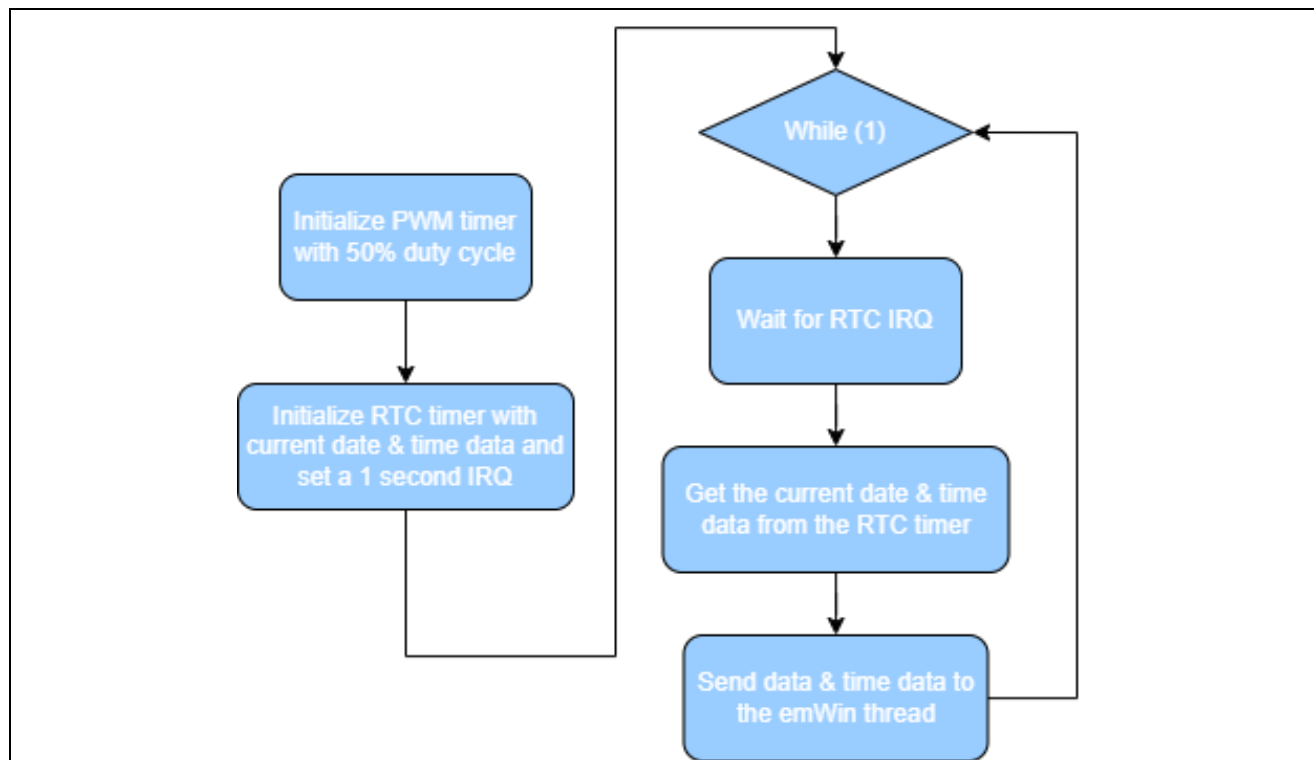 Initialize PWM timer
with 50% duty cycle
Initialize RTC timer with
current date & time data and
set a 1 second IRQ
While (1)
Wait for RTC IRQ
Get the current date & time
data from the RTC timer
Send data & time data to
the emWin thread